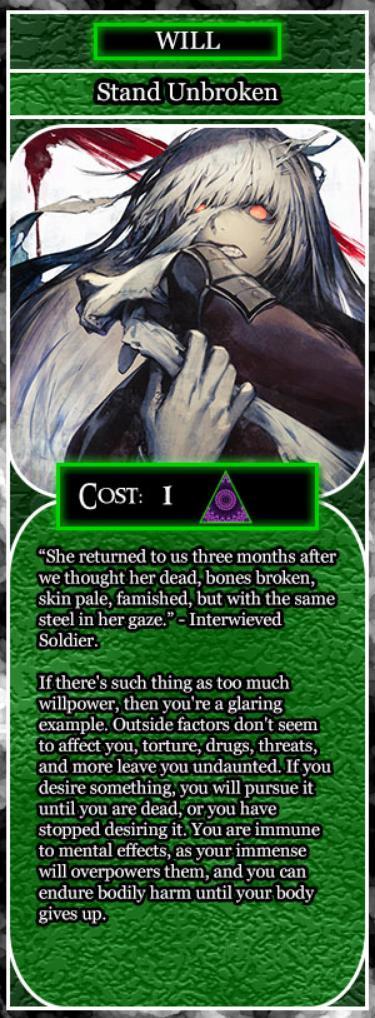 WILL
Stand Unbroken
COST: 1
“She returned to us three months after
we thought her dead, bones broken,
skin pale, famished, but with the same
steel in her gaze.” - Interwieved
Soldier.
If there's such thing as too much
willpower, then you're a glaring
example. Outside factors don't seem
to affect you, torture, drugs, threats,
and more leave you undaunted. If you
desire something, you will pursue it
until you are dead, or you have
stopped desiring it. You are immune
to mental effects, as your immense
will overpowers them, and you can
endure bodily harm until your body
gives up.